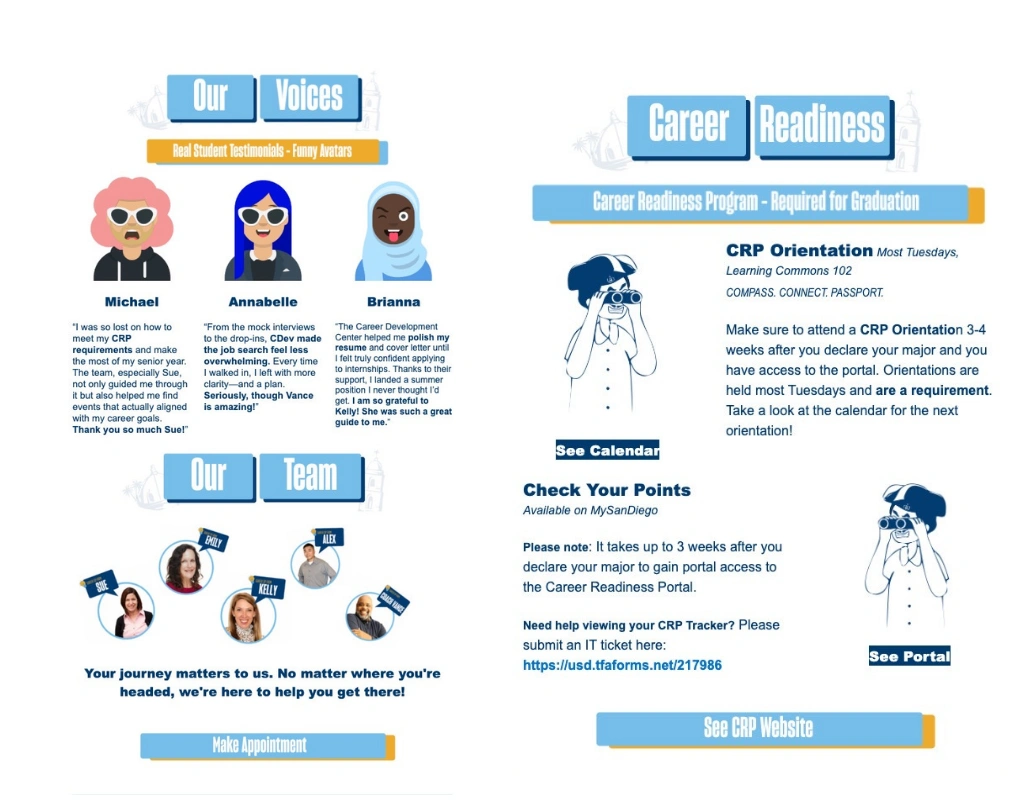 Our Voices
Real Student Testimonials - Funny Avatars
Michael
"I was so lost on how to
meet my CRP
requirements and make
the most of my senior year.
The team, especially Sue,
not only guided me through
it but also helped me find
events that actually aligned
with my career goals.
Thank you so much Sue!"
Annabelle
"From the mock interviews
to the drop-ins, CDev made
the job search feel less
overwhelming. Every time
I walked in, I left with more
clarity—and a plan.
Seriously, though Vance
is amazing!"
Brianna
"The Career Development
Center helped me polish my
resume and cover letter until
I felt truly confident applying
to internships. Thanks to their
support, I landed a summer
position I never thought I'd
get. I am so grateful to
Kelly! She was such a great
guide to me."
Our Team
SUE
EMILY
KELLY
ALEX
COACH VANCE
Your journey matters to us. No matter where you're
headed, we're here to help you get there!
Make Appointment
Career Readiness
Career Readiness Program - Required for Graduation
CRP Orientation Most Tuesdays,
Learning Commons 102
COMPASS. CONNECT. PASSPORT.
Make sure to attend a CRP Orientation 3-4
weeks after you declare your major and you
have access to the portal. Orientations are
held most Tuesdays and are a requirement.
Take a look at the calendar for the next
orientation!
See Calendar
Check Your Points
Available on MySanDiego
Please note: It takes up to 3 weeks after you
declare your major to gain portal access to
the Career Readiness Portal.
Need help viewing your CRP Tracker? Please
submit an IT ticket here:
https://usd.tfaforms.net/217986
See Portal
See CRP Website